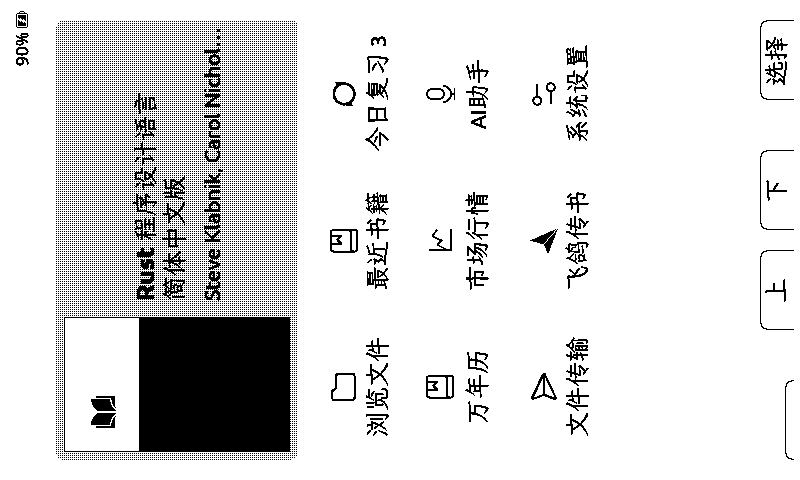 90%
Rust 程序设计语言
简体中文版
Steve Klabnik, Carol Nichol...
浏览文件
最近书籍
今日复习 3
万年历
市场行情
AI助手
文件传输
飞鸽传书
系统设置
上
下
选择